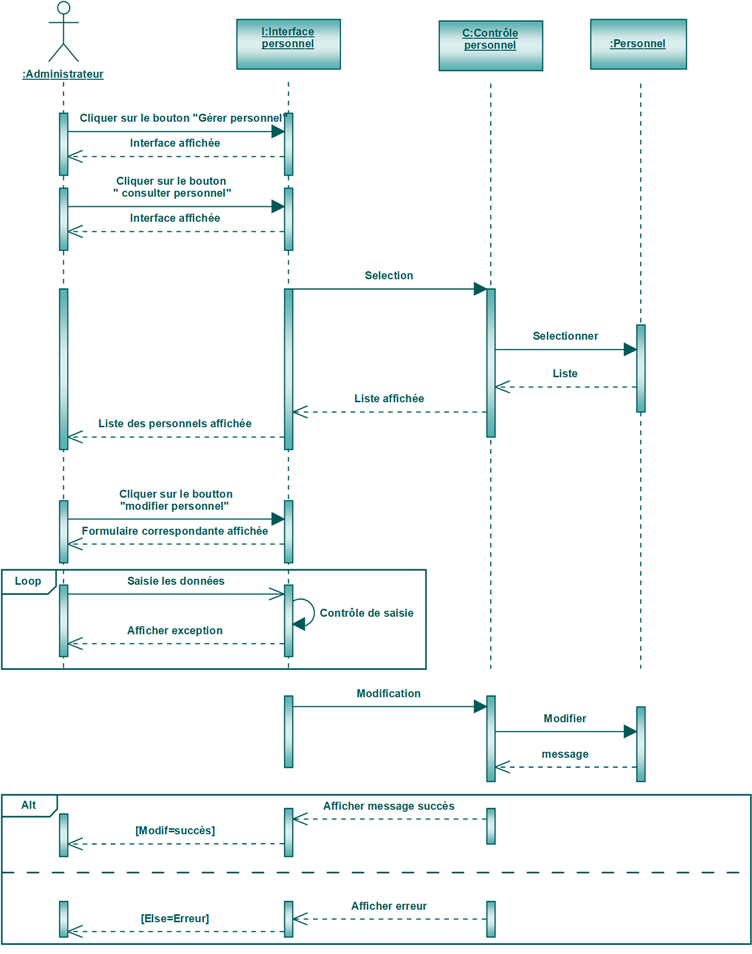 I:Interface
personnel
C:Contrôle
personnel
:Personnel
:Administrateur
Cliquer sur le bouton "Gérer personnel"
Interface affichée
Cliquer sur le bouton
" consulter personnel"
Interface affichée
Selection
Selectionner
Liste
Liste affichée
Liste des personnels affichée
Cliquer sur le boutton
"modifier personnel"
Formulaire correspondante affichée
Loop
Saisie les données
Contrôle de saisie
Afficher exception
Modification
Modifier
message
Alt
Afficher message succès
[Modif=succès]
Afficher erreur
[Else=Erreur]